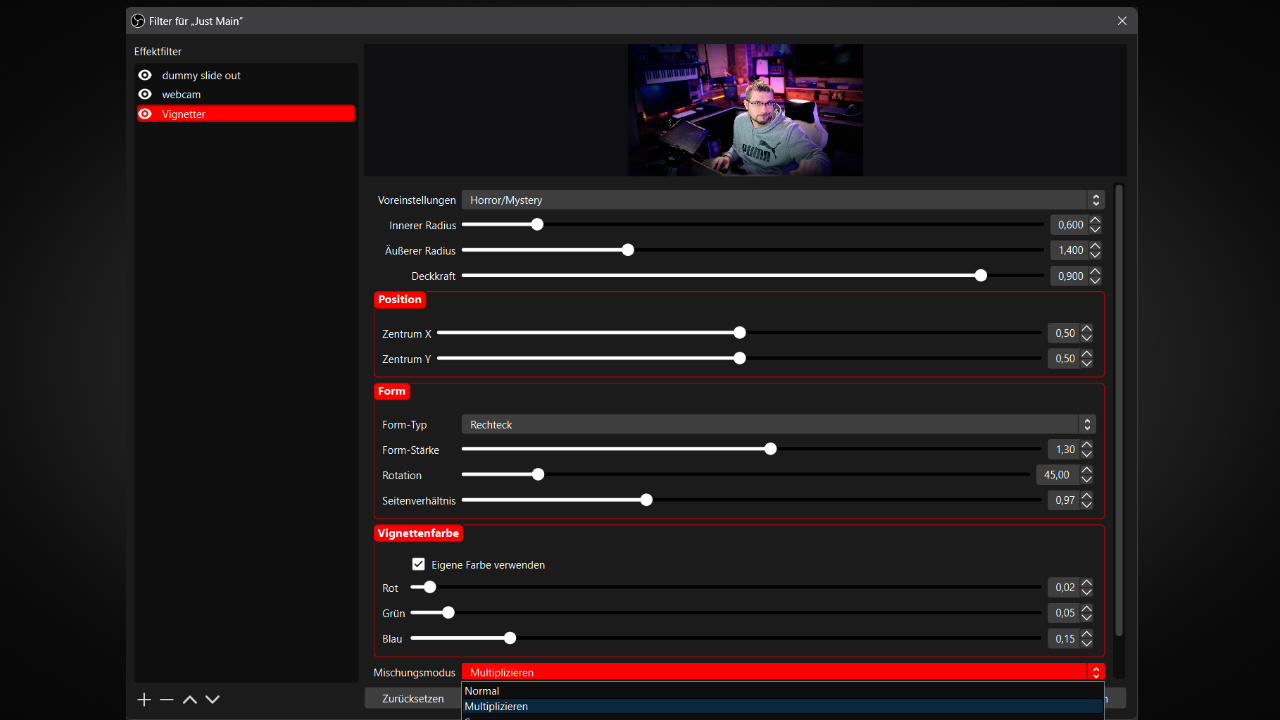 Filter für „Just Main“
Effektfilter
dummy slide out
webcam
Vignetter
PUMA
Voreinstellungen Horror/Mystery
Innerer Radius 0,600
Äußerer Radius 1,400
Deckkraft 0,900
Position
Zentrum X 0,50
Zentrum Y 0,50
Form
Form-Typ Rechteck
Form-Stärke 1,30
Rotation 45,00
Seitenverhältnis 0,97
Vignettenfarbe
Eigene Farbe verwenden
Rot 0,02
Grün 0,05
Blau 0,15
Mischungsmodus Multiplizieren
Zurücksetzen
Normal
Multiplizieren